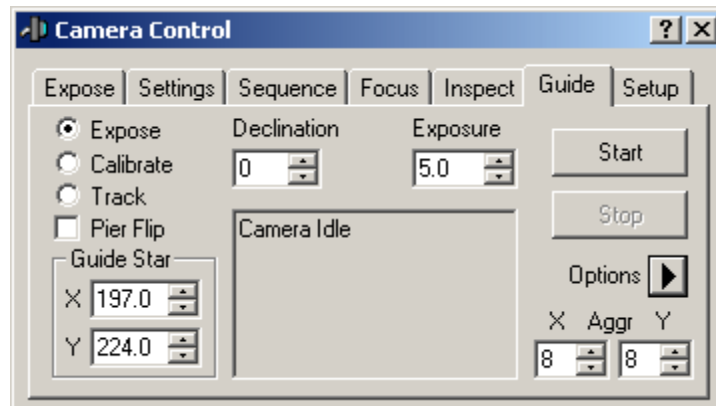 Camera Control
Expose Settings Sequence Focus Inspect Guide Setup
Expose
Calibrate
Track
Pier Flip
Guide Star
X 197.0
Y 224.0
Declination
0
Exposure
5.0
Camera Idle
Start
Stop
Options
X Aggr Y
8 8